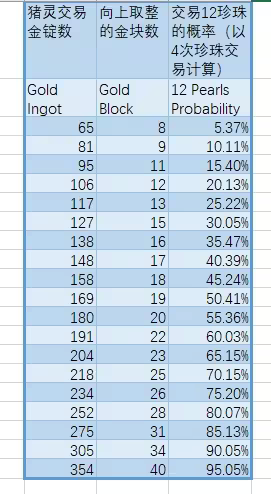 猪灵交易 向上取整 交易12珍珠
金锭数 的金块数 的概率（以
4次珍珠交
易计算）
Gold Gold 12 Pearls
Ingot Block Probability
65 8 5.37%
81 9 10.11%
95 11 15.40%
106 12 20.13%
117 13 25.22%
127 15 30.05%
138 16 35.47%
148 17 40.39%
158 18 45.24%
169 19 50.41%
180 20 55.36%
191 22 60.03%
204 23 65.15%
218 25 70.15%
234 26 75.20%
252 28 80.07%
275 31 85.13%
305 34 90.05%
354 40 95.05%